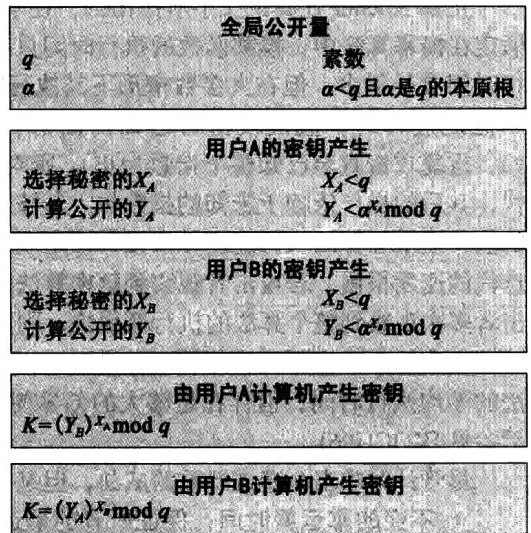 全局公开量
q 素数
α α<q且α是q的本原根
用户A的密钥产生
选择秘密的X_A X_A<q
计算公开的Y_A Y_A<α^{X_A} mod q
用户B的密钥产生
选择秘密的X_B X_B<q
计算公开的Y_B Y_B<α^{X_B} mod q
由用户A计算机产生密钥
K=(Y_B)^{X_A} mod q
由用户B计算机产生密钥
K=(Y_A)^{X_B} mod q